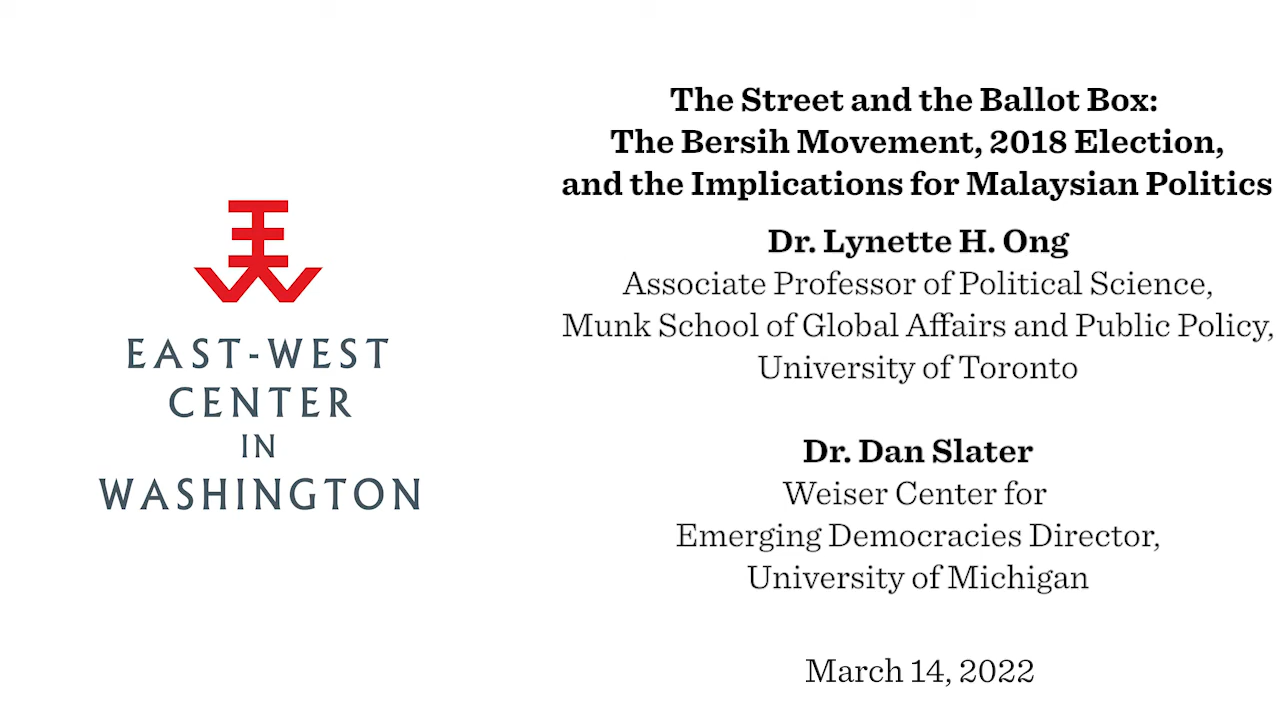 EAST-WEST
CENTER
IN
WASHINGTON
The Street and the Ballot Box:
The Bersih Movement, 2018 Election,
and the Implications for Malaysian Politics
Dr. Lynette H. Ong
Associate Professor of Political Science,
Munk School of Global Affairs and Public Policy,
University of Toronto
Dr. Dan Slater
Weiser Center for
Emerging Democracies Director,
University of Michigan
March 14, 2022